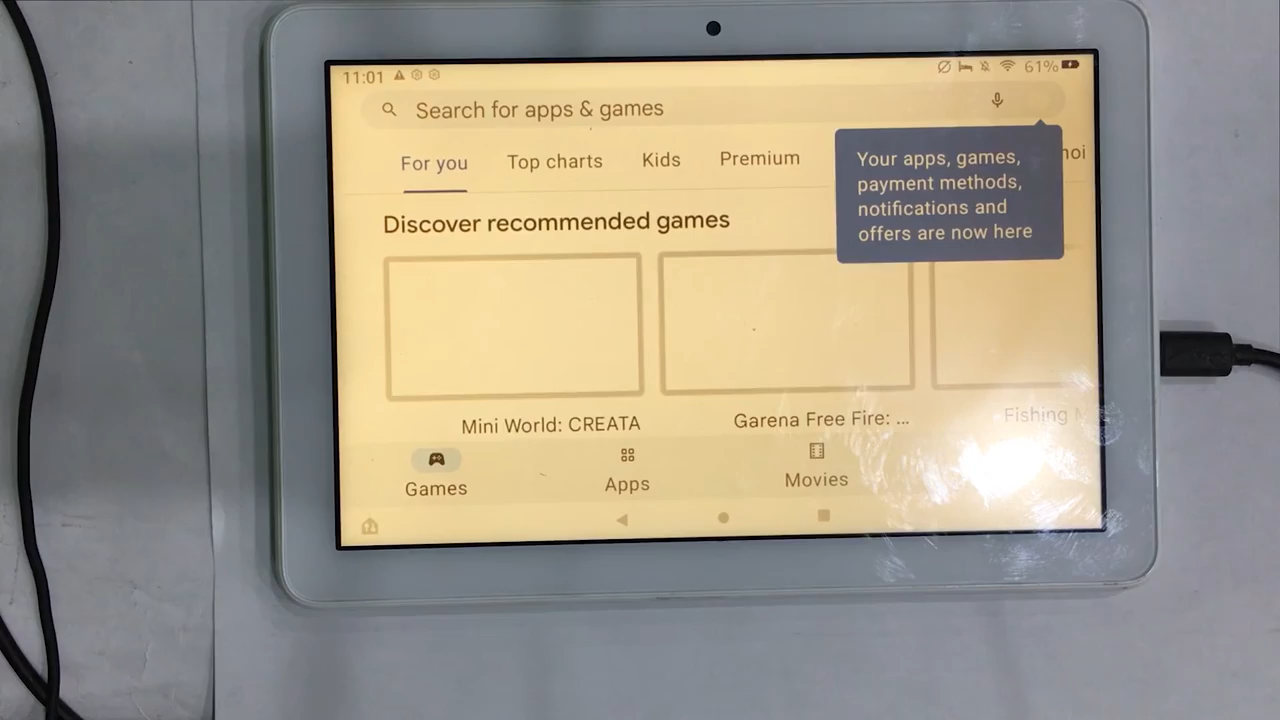 11:01
61%
Search for apps & games
For you
Top charts
Kids
Premium
Your apps, games,
payment methods,
notifications and
offers are now here
Discover recommended games
Mini World: CREATA
Garena Free Fire: ...
Fishing
Games
Apps
Movies